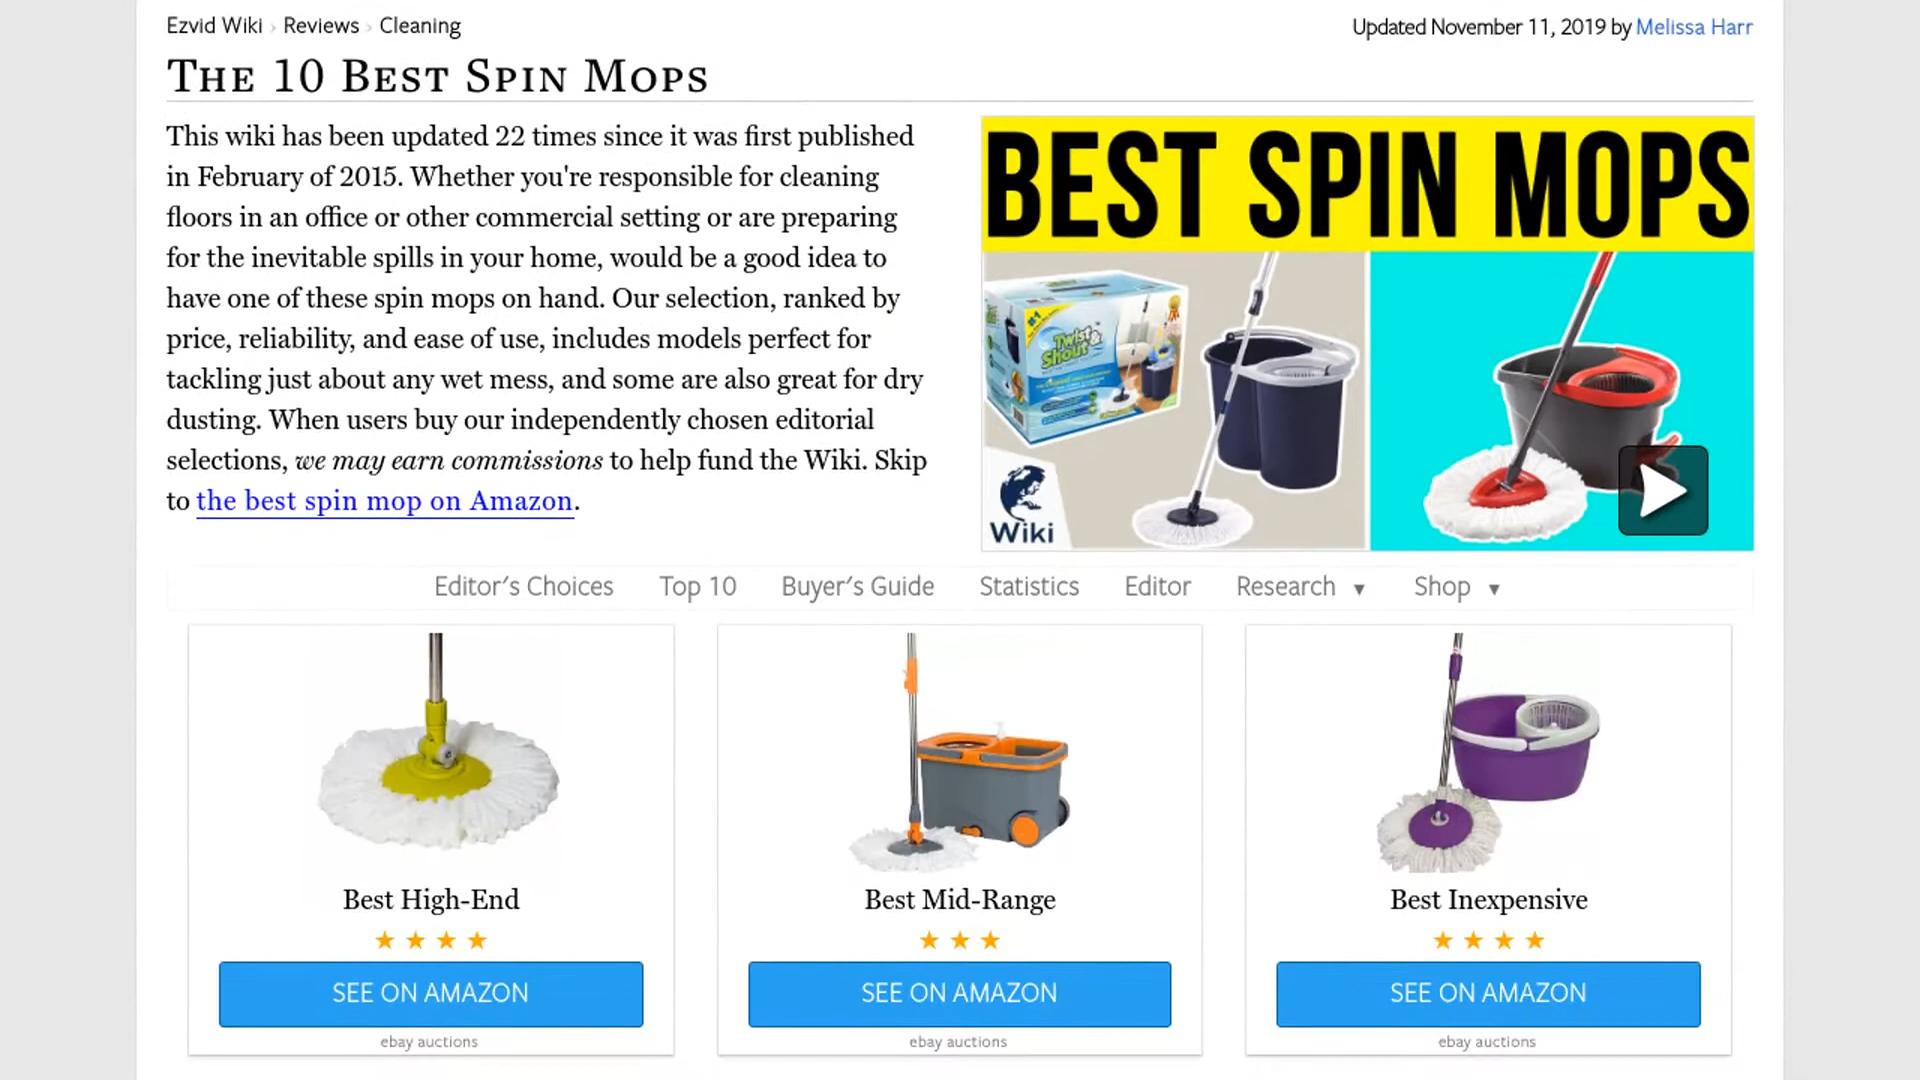 Ezvid Wiki › Reviews › Cleaning
Updated November 11, 2019 by Melissa Harr
The 10 Best Spin Mops
This wiki has been updated 22 times since it was first published
in February of 2015. Whether you're responsible for cleaning
floors in an office or other commercial setting or are preparing
for the inevitable spills in your home, would be a good idea to
have one of these spin mops on hand. Our selection, ranked by
price, reliability, and ease of use, includes models perfect for
tackling just about any wet mess, and some are also great for dry
dusting. When users buy our independently chosen editorial
selections, we may earn commissions to help fund the Wiki. Skip
to the best spin mop on Amazon.
BEST SPIN MOPS
#1
Twist &
Shout
Wiki
Editor's Choices Top 10 Buyer's Guide Statistics Editor Research ▼ Shop ▼
Best High-End
SEE ON AMAZON
ebay auctions
Best Mid-Range
SEE ON AMAZON
ebay auctions
Best Inexpensive
SEE ON AMAZON
ebay auctions